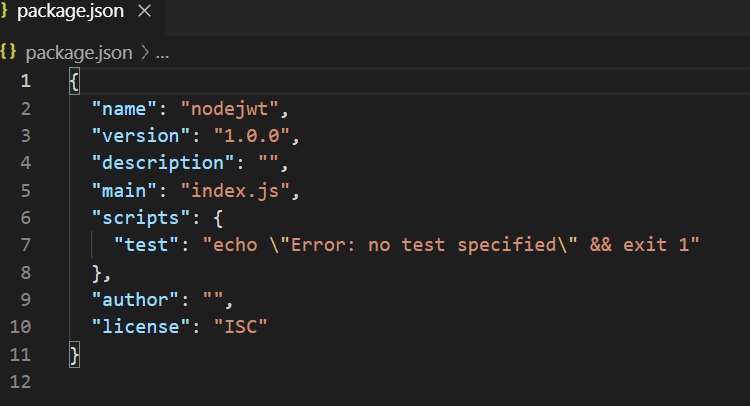 } package.json ×
{} package.json > ...
1 {
2 "name": "nodejwt",
3 "version": "1.0.0",
4 "description": "",
5 "main": "index.js",
6 "scripts": {
7 "test": "echo \"Error: no test specified\" && exit 1"
8 },
9 "author": "",
10 "license": "ISC"
11 }
12